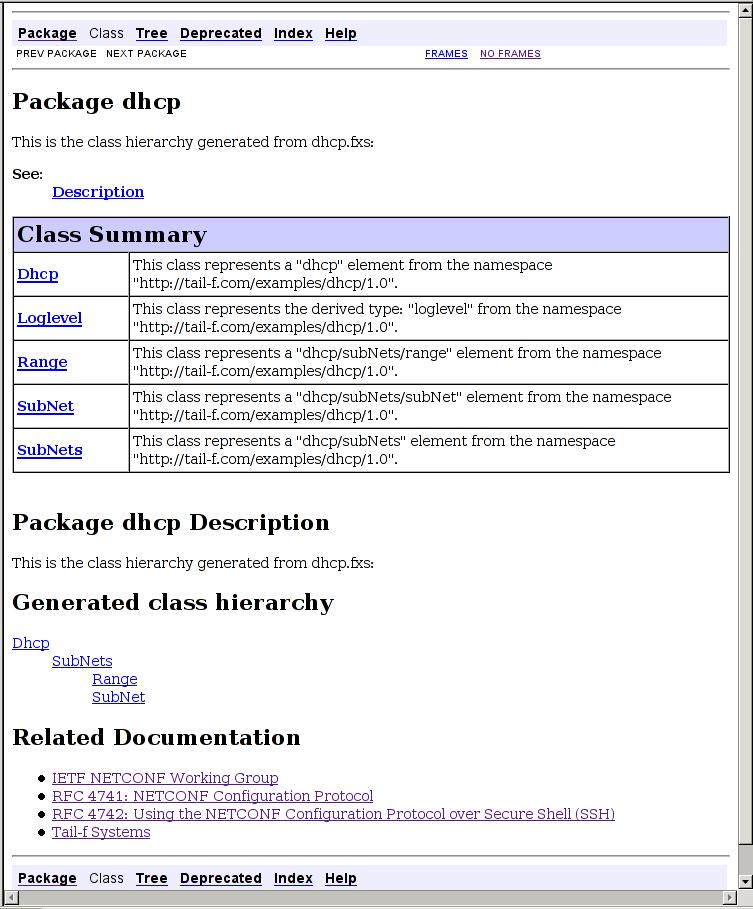 Package Class Tree Deprecated Index Help
PREV PACKAGE NEXT PACKAGE FRAMES NO FRAMES
Package dhcp
This is the class hierarchy generated from dhcp.fxs:
See:
Description
Class Summary
Dhcp This class represents a "dhcp" element from the namespace
"http://tail-f.com/examples/dhcp/1.0".
Loglevel This class represents the derived type: "loglevel" from the namespace
"http://tail-f.com/examples/dhcp/1.0".
Range This class represents a "dhcp/subNets/range" element from the namespace
"http://tail-f.com/examples/dhcp/1.0".
SubNet This class represents a "dhcp/subNets/subNet" element from the namespace
"http://tail-f.com/examples/dhcp/1.0".
SubNets This class represents a "dhcp/subNets" element from the namespace
"http://tail-f.com/examples/dhcp/1.0".
Package dhcp Description
This is the class hierarchy generated from dhcp.fxs:
Generated class hierarchy
Dhcp
SubNets
Range
SubNet
Related Documentation
IETF NETCONF Working Group
RFC 4741: NETCONF Configuration Protocol
RFC 4742: Using the NETCONF Configuration Protocol over Secure Shell (SSH)
Tail-f Systems
Package Class Tree Deprecated Index Help